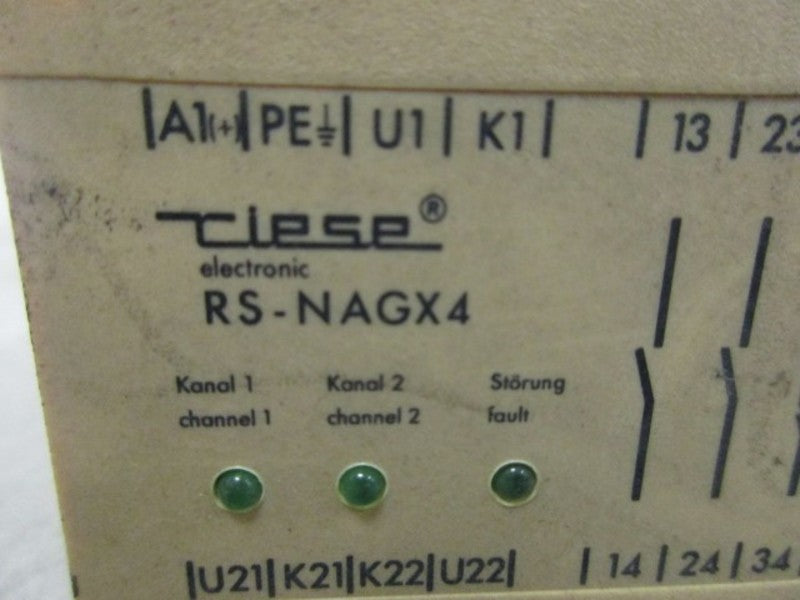 A1(+) PE U1 K1 13 23
riese®
electronic
RS-NAGX4
Kanal 1 Kanal 2 Störung
channel 1 channel 2 fault
U21 K21 K22 U22 14 24 34